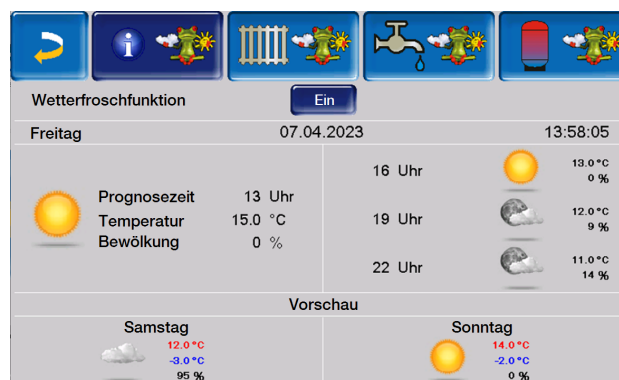 i
Wetterfroschfunktion Ein
Freitag 07.04.2023 13:58:05
16 Uhr 13.0 °C
0 %
Prognosezeit 13 Uhr
Temperatur 15.0 °C
Bewölkung 0 %
19 Uhr 12.0 °C
9 %
22 Uhr 11.0 °C
14 %
Vorschau
Samstag
12.0 °C
-3.0 °C
95 %
Sonntag
14.0 °C
-2.0 °C
0 %